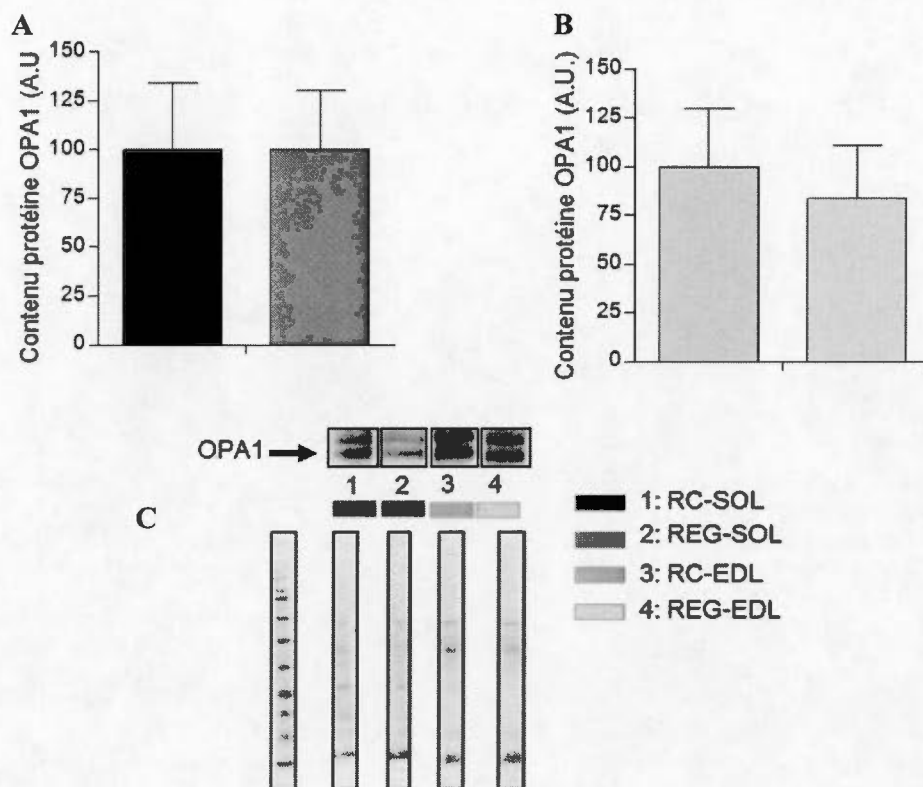 A
Contenu protéine OPA1 (A.U
150
125
100
75
50
25
0
B
Contenu protéine OPA1 (A.U.)
150
125
100
75
50
25
0
OPA1
1 2 3 4
C
1: RC-SOL
2: REG-SOL
3: RC-EDL
4: REG-EDL